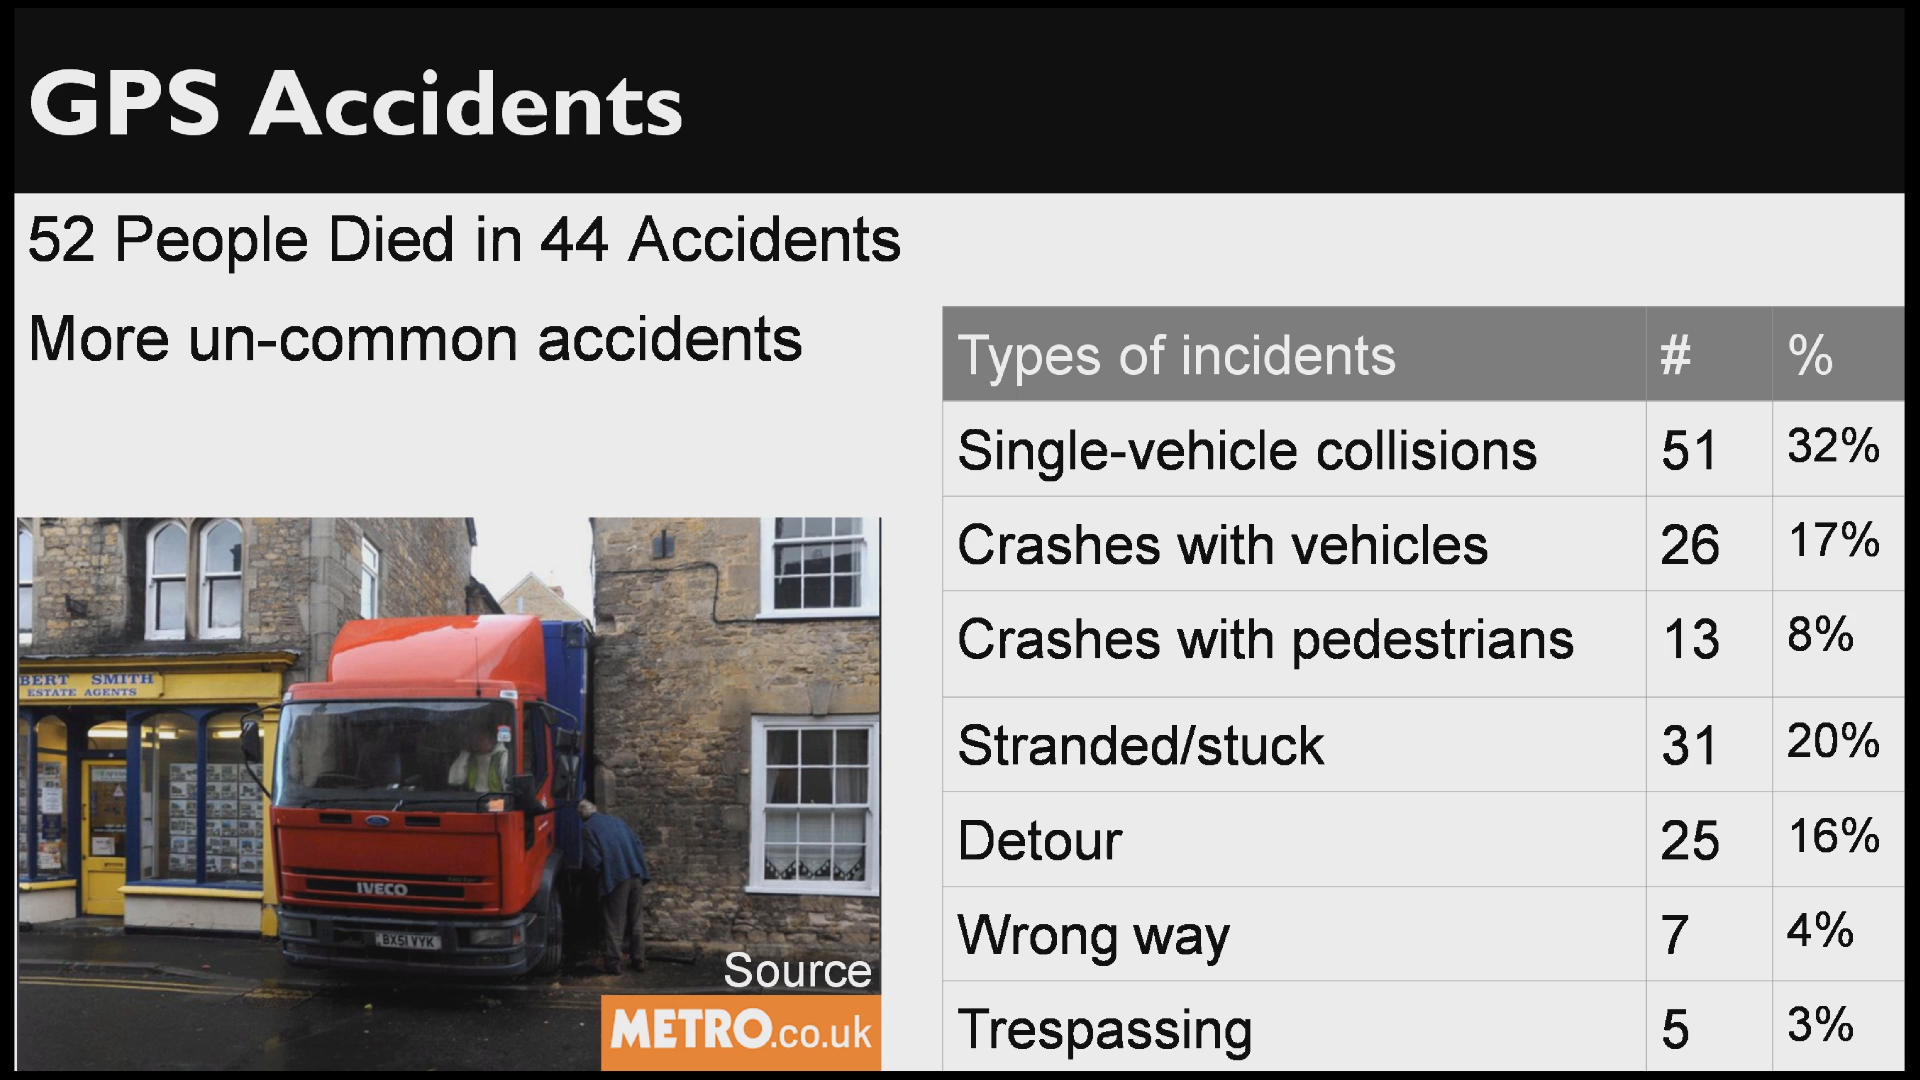 GPS Accidents
52 People Died in 44 Accidents
More un-common accidents
Types of incidents # %
Single-vehicle collisions 51 32%
Crashes with vehicles 26 17%
Crashes with pedestrians 13 8%
Stranded/stuck 31 20%
Detour 25 16%
Wrong way 7 4%
Trespassing 5 3%
BERT SMITH
ESTATE AGENTS
IVECO
BX51 VYK
Source
METRO.co.uk